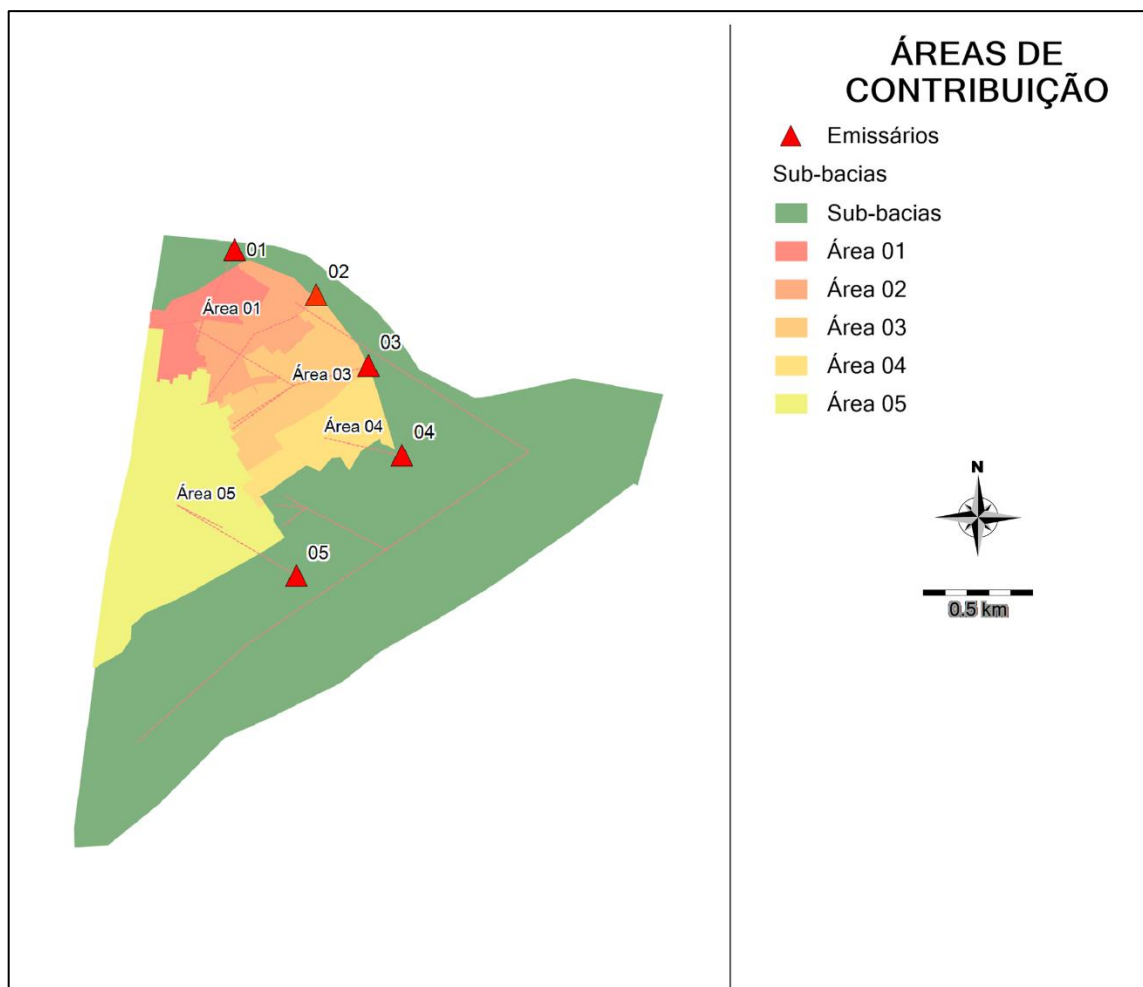 ÁREAS DE
CONTRIBUIÇÃO
Emissários
Sub-bacias
Sub-bacias
Área 01
Área 02
Área 03
Área 04
Área 05
N
0.5 km
01
02
Área 01
03
Área 03
Área 04
04
Área 05
05